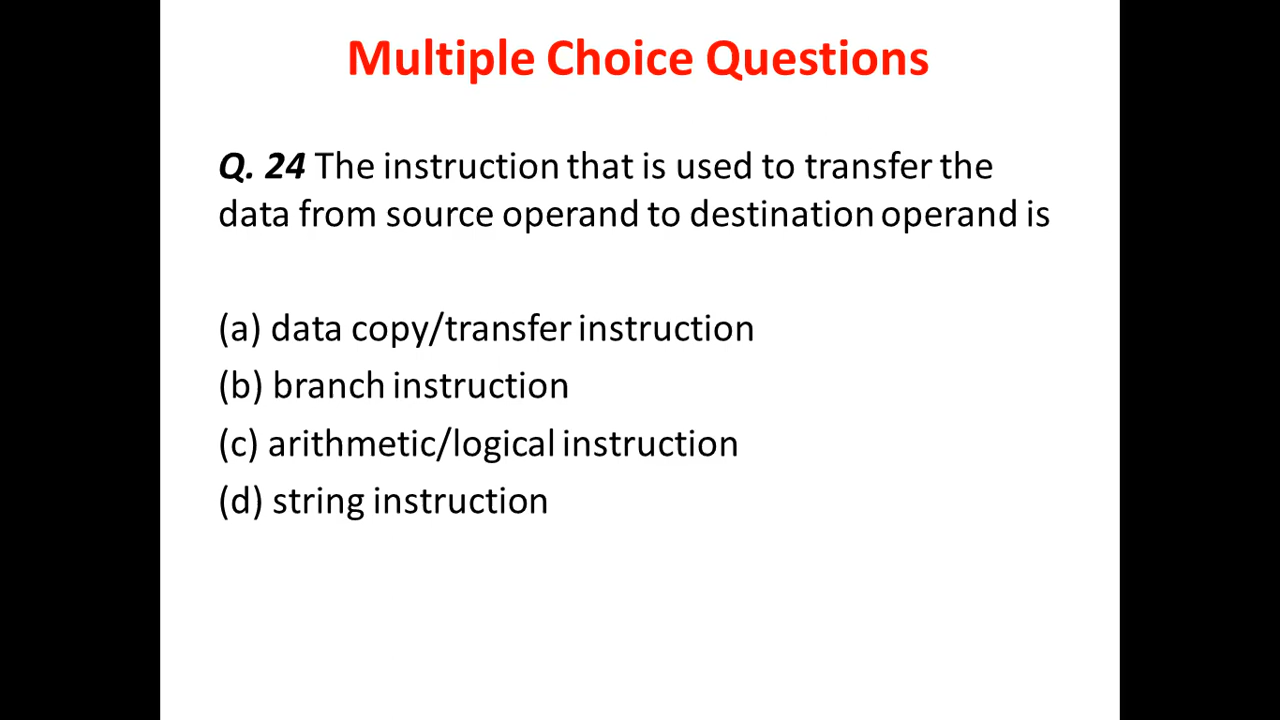 Multiple Choice Questions
Q. 24 The instruction that is used to transfer the
data from source operand to destination operand is
(a) data copy/transfer instruction
(b) branch instruction
(c) arithmetic/logical instruction
(d) string instruction